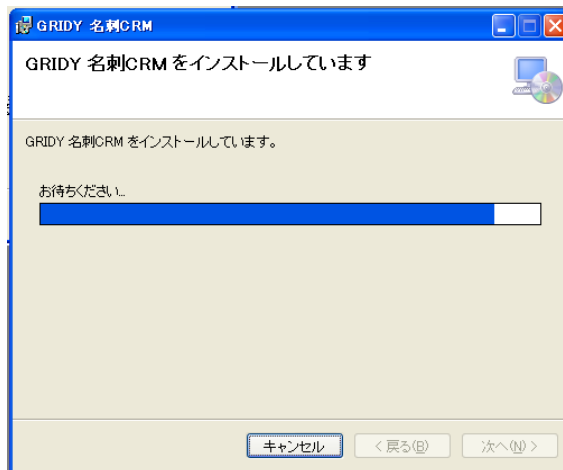 GRIDY 名刺CRM
GRIDY 名刺CRM をインストールしています
GRIDY 名刺CRM をインストールしています。
お待ちください...
キャンセル
< 戻る(B)
次へ(N) >